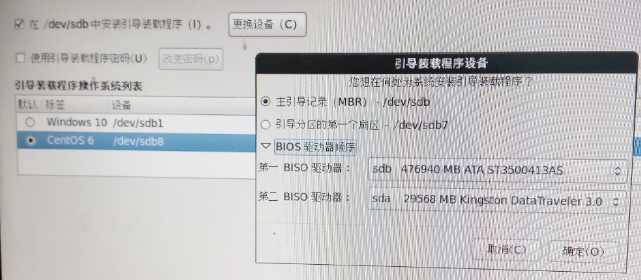 在 /dev/sdb 中安装引导装载程序（I）。
更换设备（C）
使用引导装载程序密码(U)
改变密码(p)
引导装载程序操作系统列表
默认 标签 设备
Windows 10 /dev/sdb1
CentOS 6 /dev/sdb8
引导装载程序设备
您想在何处为系统安装引导装载程序？
主引导记录（MBR） - /dev/sdb
引导分区的第一个扇区 - /dev/sdb7
BIOS 驱动器顺序
第一 BISO 驱动器： sdb 476940 MB ATA ST3500413AS
第二 BISO 驱动器： sda 29568 MB Kingston DataTraveler 3.0
取消(C) 确定(O)